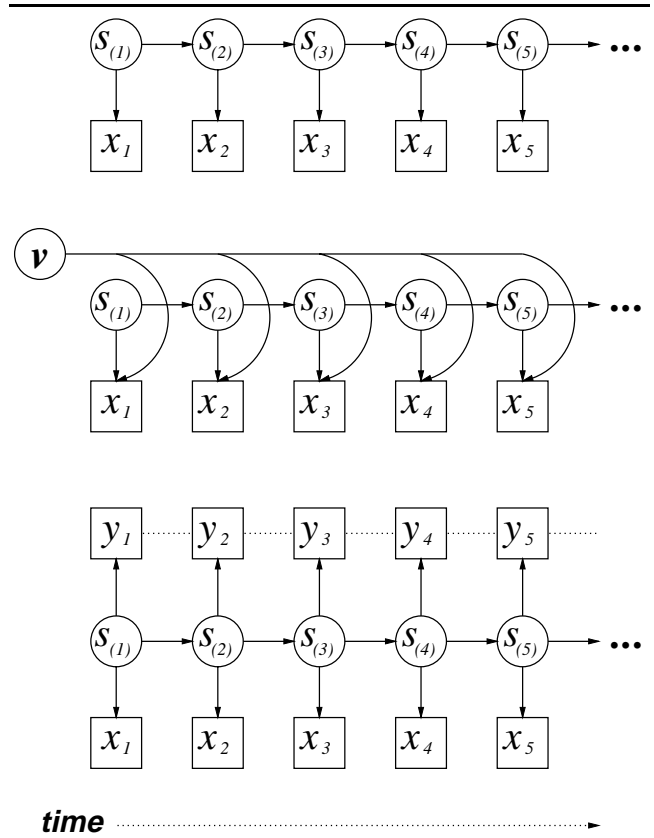 s(1) s(2) s(3) s(4) s(5) ...
x1 x2 x3 x4 x5
v
s(1) s(2) s(3) s(4) s(5) ...
x1 x2 x3 x4 x5
y1 y2 y3 y4 y5
s(1) s(2) s(3) s(4) s(5) ...
x1 x2 x3 x4 x5
time